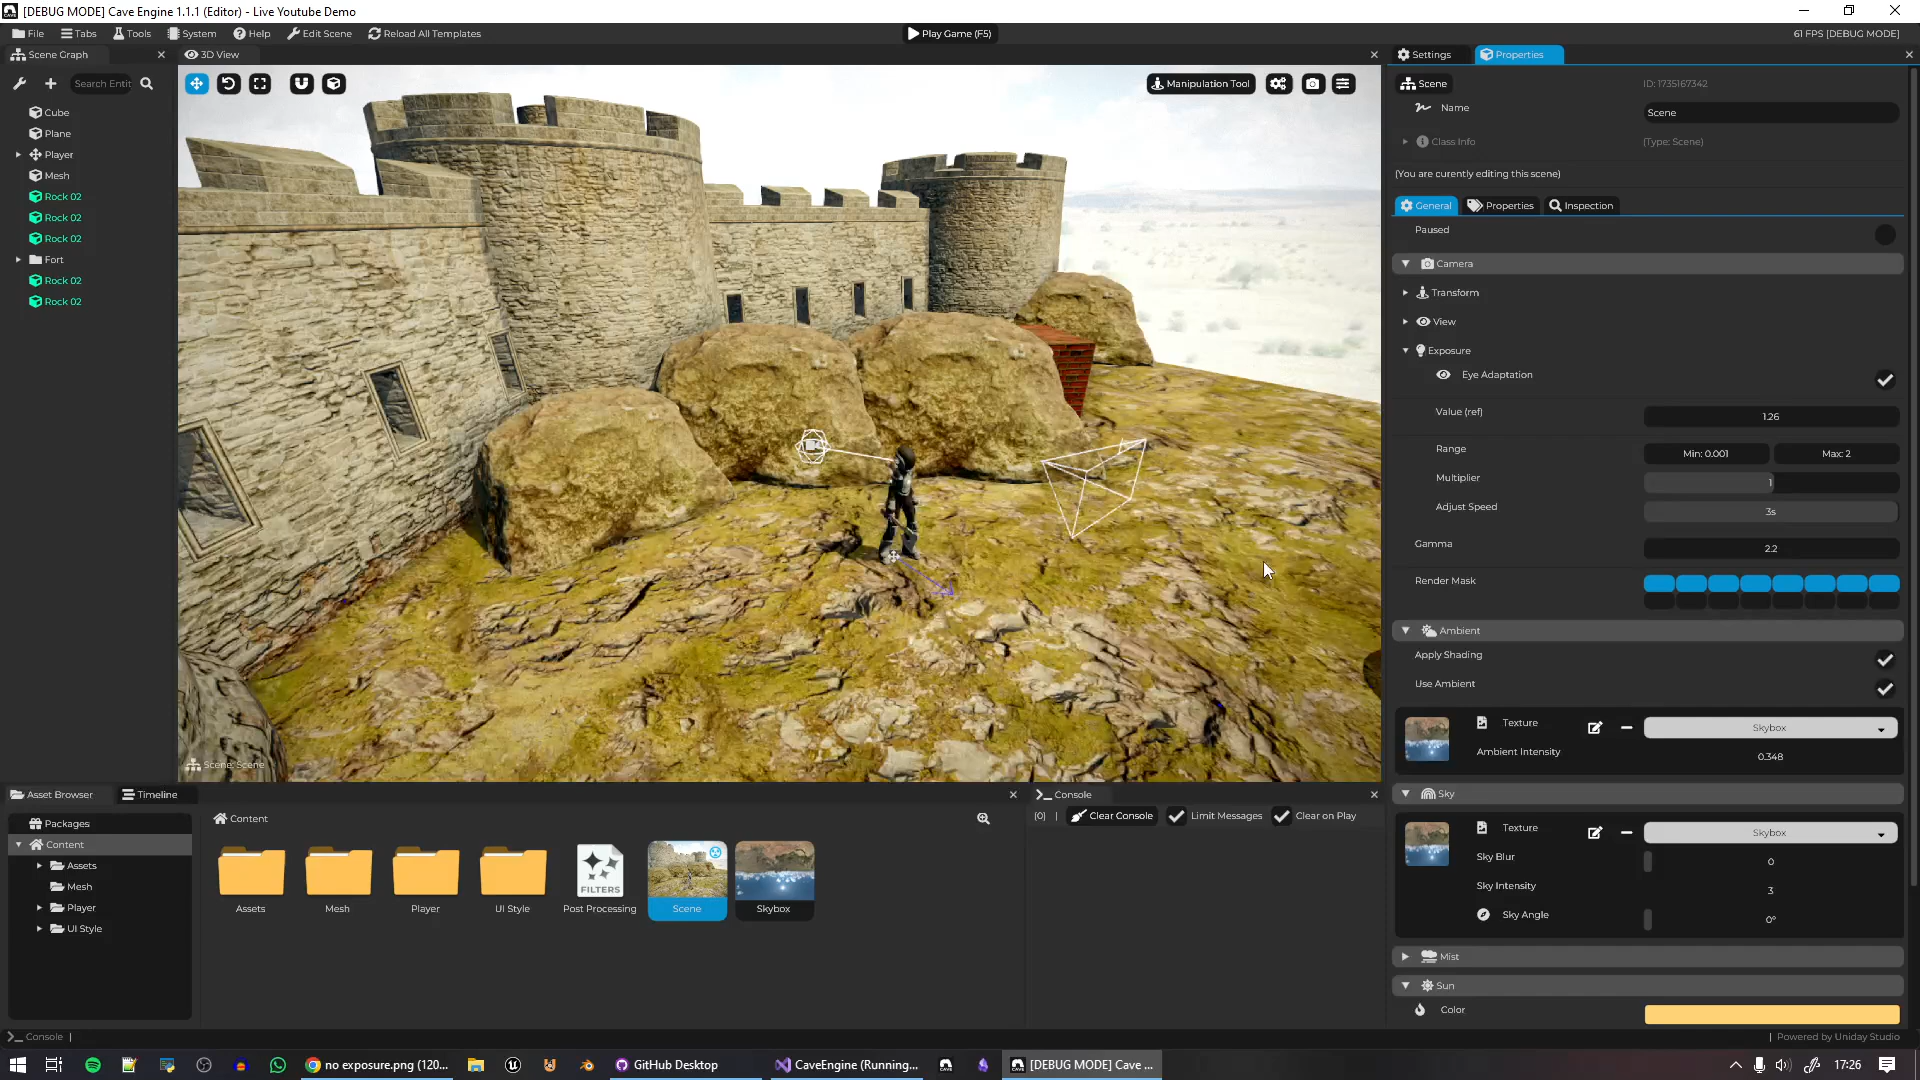 [DEBUG MODE] Cave Engine 1.1.1 (Editor) - Live Youtube Demo
File Tabs Tools System Help Edit Scene Reload All Templates Play Game (F5) 61 FPS [DEBUG MODE]
Scene Graph 3D View Settings Properties
Search Entit Manipulation Tool Scene ID: 1735167342
Name Scene
Cube
Plane
Player
Mesh
Rock 02
Rock 02
Rock 02
Fort
Rock 02
Rock 02
Scene: Scene
Class Info (Type: Scene)
(You are currently editing this scene)
General Properties Inspection
Paused
Camera
Transform
View
Exposure
Eye Adaptation
Value (ref) 1.26
Range Min: 0.001 Max: 2
Multiplier 1
Adjust Speed 3s
Gamma 2.2
Render Mask
Ambient
Apply Shading
Use Ambient
Texture Skybox
Ambient Intensity 0.348
Sky
Texture Skybox
Sky Blur 0
Sky Intensity 3
Sky Angle 0°
Mist
Sun
Color
Asset Browser Timeline
Packages
Content
Assets
Mesh
Player
UI Style
Content
FILTERS
Assets Mesh Player UI Style Post Processing Scene Skybox
Console
(0) | Clear Console Limit Messages Clear on Play
Console | | Powered by Uniday Studio
no exposure.png (120... GitHub Desktop CaveEngine (Running... [DEBUG MODE] Cave ... 17:26